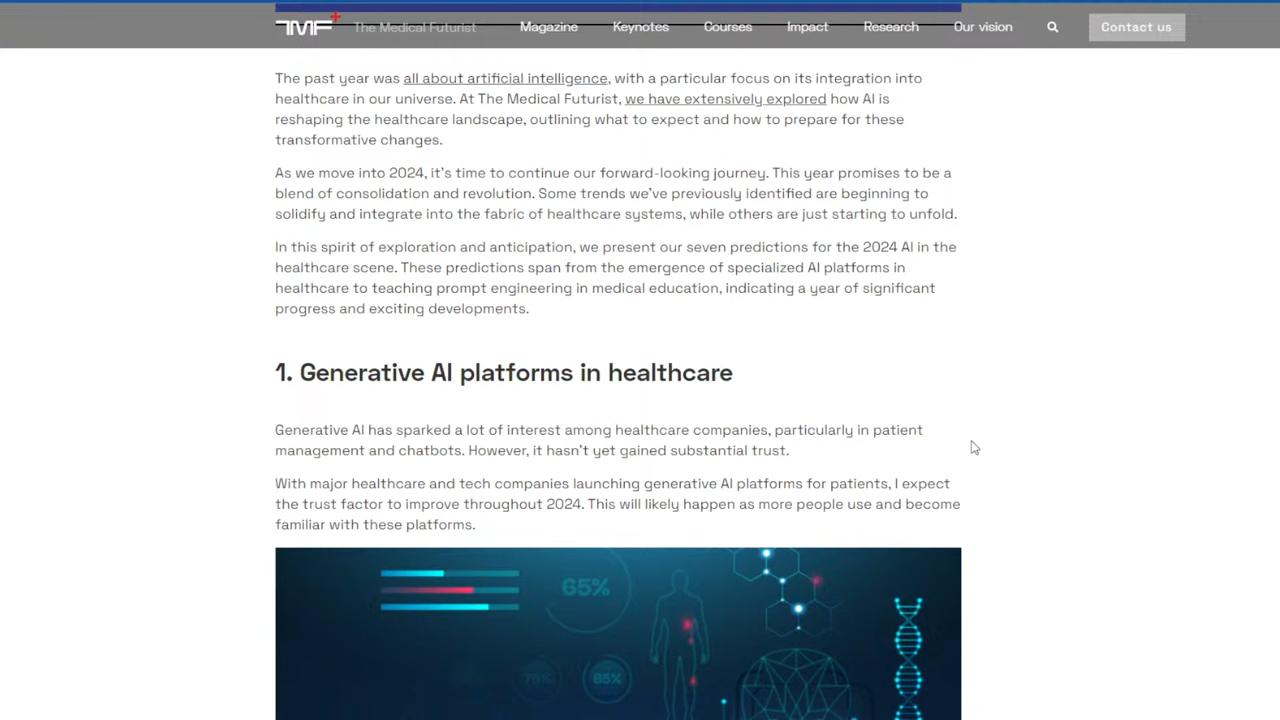 TMF The Medical Futurist Magazine Keynotes Courses Impact Research Our vision Contact us
The past year was all about artificial intelligence, with a particular focus on its integration into
healthcare in our universe. At The Medical Futurist, we have extensively explored how AI is
reshaping the healthcare landscape, outlining what to expect and how to prepare for these
transformative changes.
As we move into 2024, it's time to continue our forward-looking journey. This year promises to be a
blend of consolidation and revolution. Some trends we've previously identified are beginning to
solidify and integrate into the fabric of healthcare systems, while others are just starting to unfold.
In this spirit of exploration and anticipation, we present our seven predictions for the 2024 AI in the
healthcare scene. These predictions span from the emergence of specialized AI platforms in
healthcare to teaching prompt engineering in medical education, indicating a year of significant
progress and exciting developments.
1. Generative AI platforms in healthcare
Generative AI has sparked a lot of interest among healthcare companies, particularly in patient
management and chatbots. However, it hasn't yet gained substantial trust.
With major healthcare and tech companies launching generative AI platforms for patients, I expect
the trust factor to improve throughout 2024. This will likely happen as more people use and become
familiar with these platforms.
65%
75% 65%